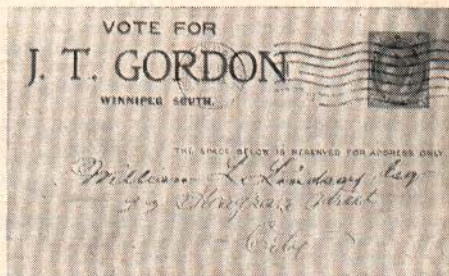 VOTE FOR
J. T. GORDON
WINNIPEG SOUTH.
THE SPACE BELOW IS RESERVED FOR ADDRESS ONLY
William L. Lindsay, Esq
Street
City